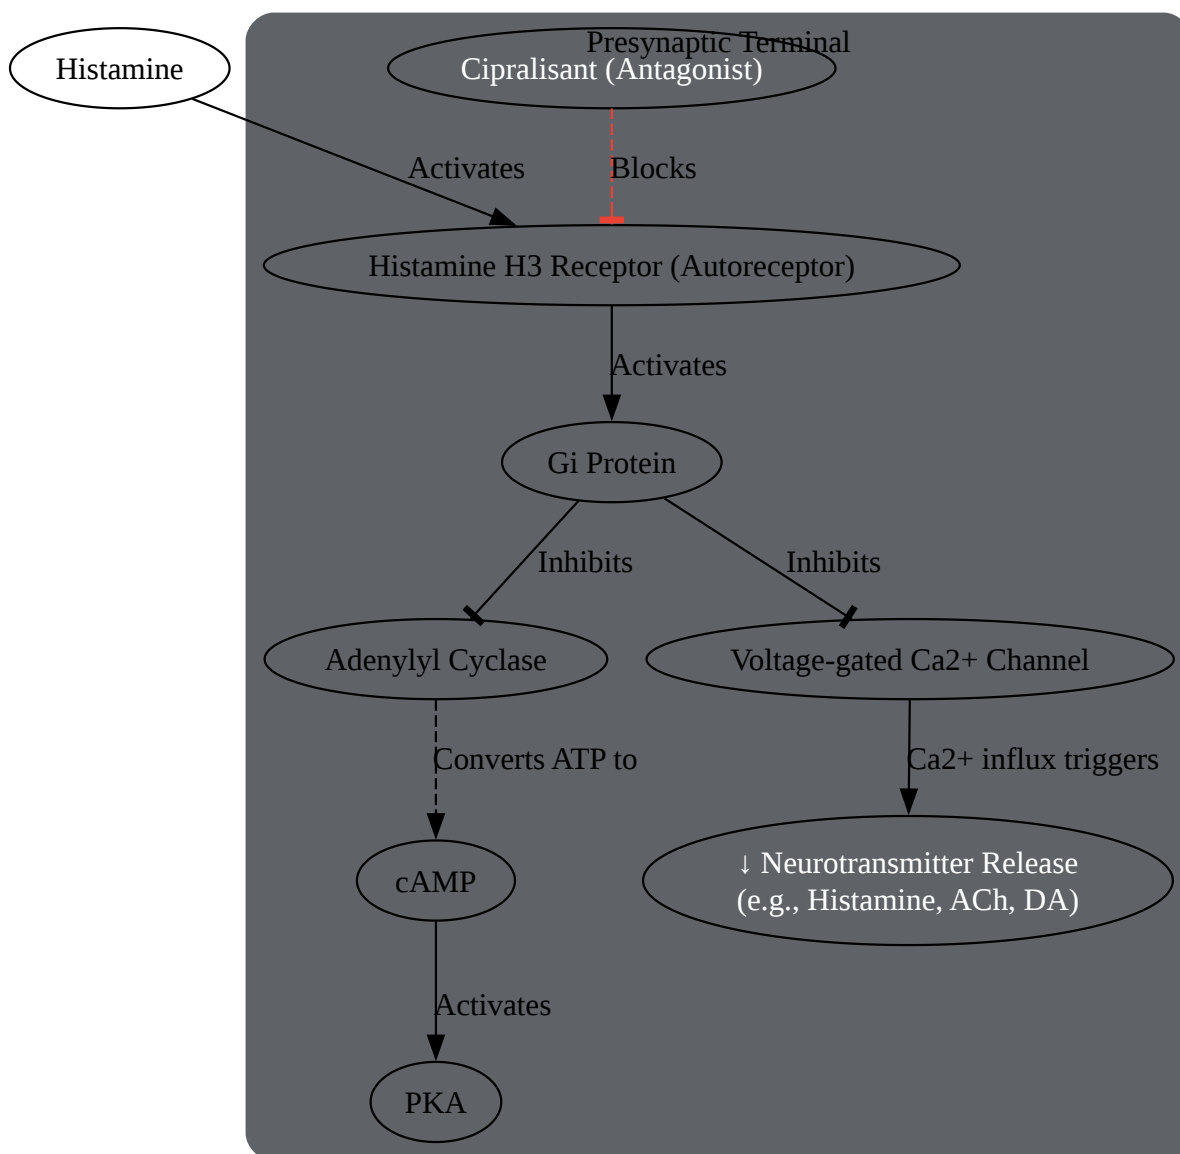 Presynaptic Terminal
Histamine
Cipralisant (Antagonist)
Activates
Blocks
Histamine H3 Receptor (Autoreceptor)
Activates
Gi Protein
Inhibits
Inhibits
Adenylyl Cyclase
Voltage-gated Ca2+ Channel
Converts ATP to
Ca2+ influx triggers
cAMP
↓ Neurotransmitter Release
(e.g., Histamine, ACh, DA)
Activates
PKA